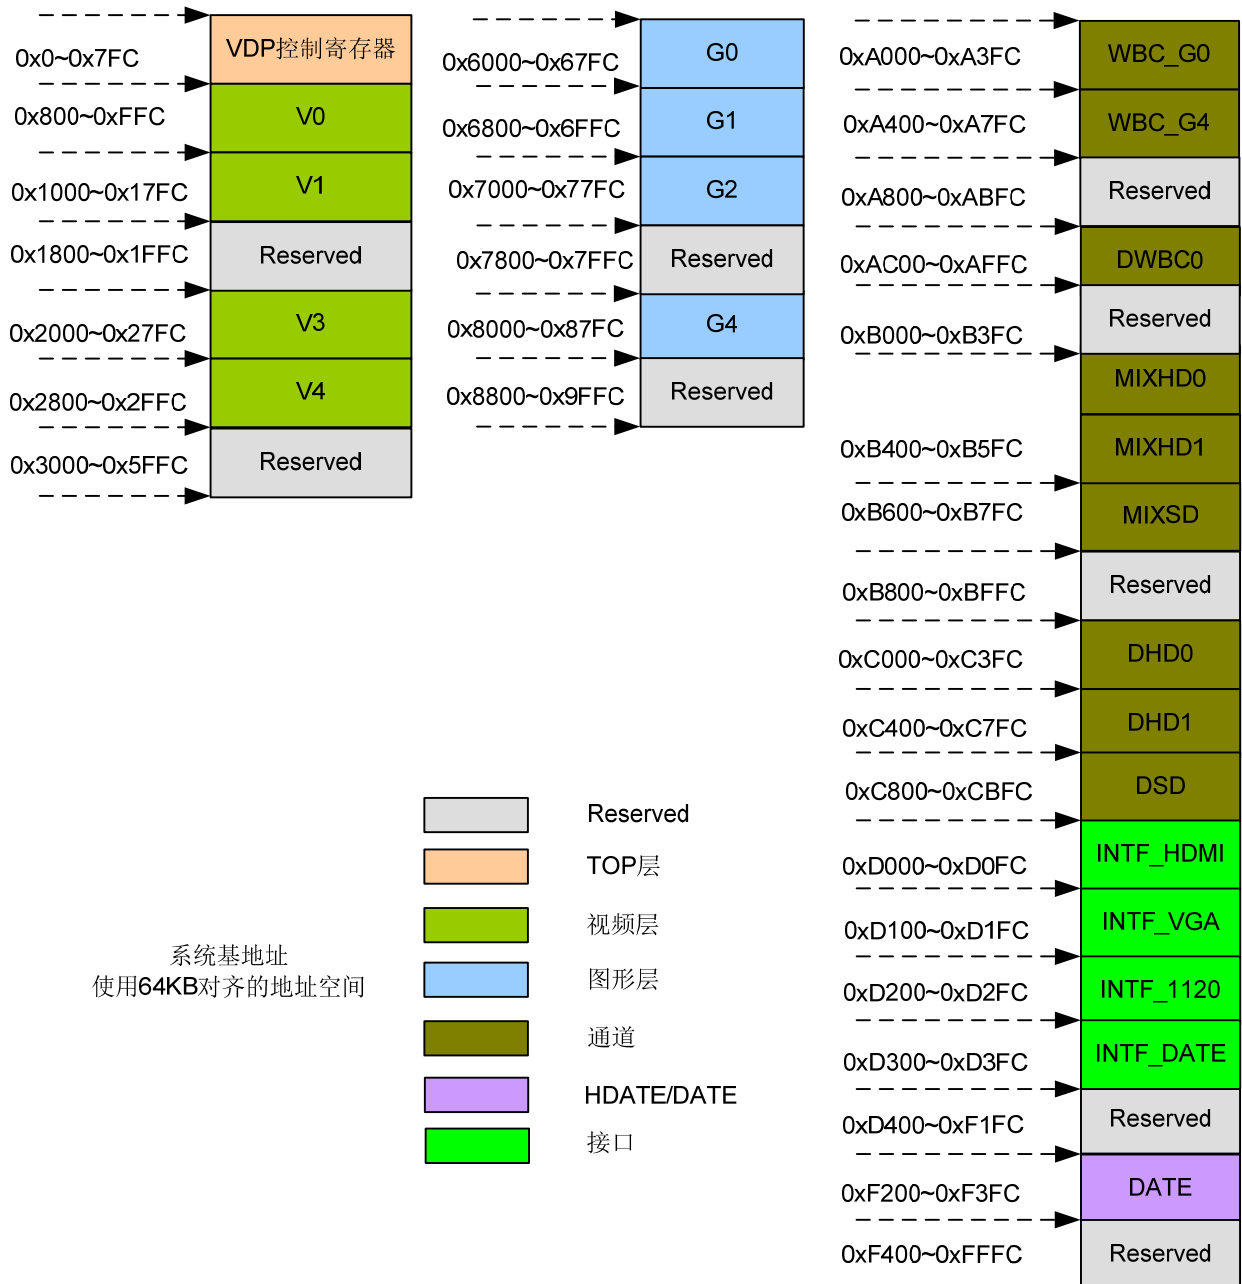 0x0~0x7FC
VDP控制寄存器
0x800~0xFFC
V0
0x1000~0x17FC
V1
0x1800~0x1FFC
Reserved
0x2000~0x27FC
V3
0x2800~0x2FFC
V4
0x3000~0x5FFC
Reserved
0x6000~0x67FC
G0
0x6800~0x6FFC
G1
0x7000~0x77FC
G2
0x7800~0x7FFC
Reserved
0x8000~0x87FC
G4
0x8800~0x9FFC
Reserved
0xA000~0xA3FC
WBC_G0
0xA400~0xA7FC
WBC_G4
0xA800~0xABFC
Reserved
0xAC00~0xAFFC
DWBC0
0xB000~0xB3FC
Reserved
MIXHD0
0xB400~0xB5FC
MIXHD1
0xB600~0xB7FC
MIXSD
0xB800~0xBFFC
Reserved
0xC000~0xC3FC
DHD0
0xC400~0xC7FC
DHD1
0xC800~0xCBFC
DSD
0xD000~0xD0FC
INTF_HDMI
0xD100~0xD1FC
INTF_VGA
0xD200~0xD2FC
INTF_1120
0xD300~0xD3FC
INTF_DATE
0xD400~0xF1FC
Reserved
0xF200~0xF3FC
DATE
0xF400~0xFFFC
Reserved
系统基地址
使用64KB对齐的地址空间
Reserved
TOP层
视频层
图形层
通道
HDATE/DATE
接口